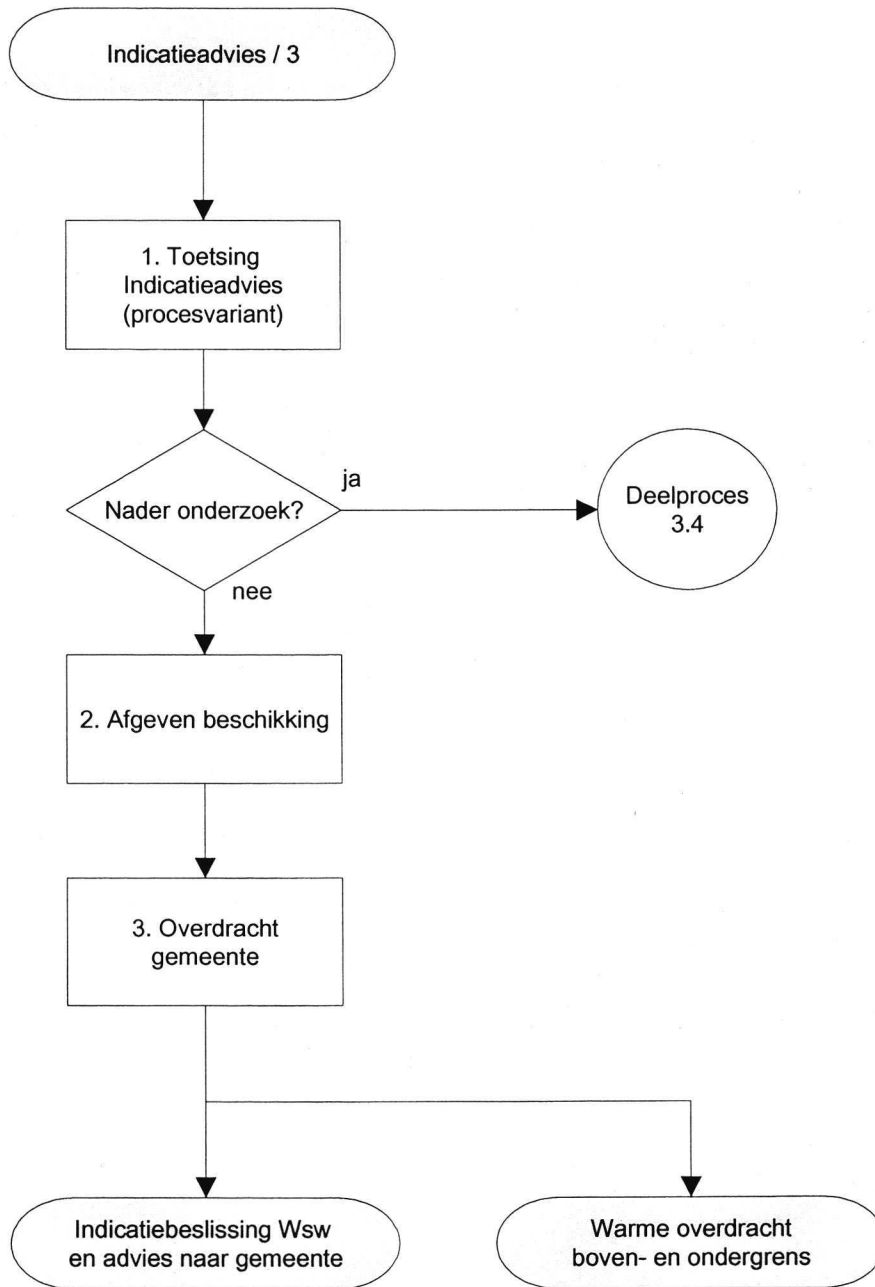 Indicatieadvies / 3
1. Toetsing
Indicatieadvies
(procesvariant)
Nader onderzoek?
ja
Deelproces
3.4
nee
2. Afgeven beschikking
3. Overdracht
gemeente
Indicatiebeslissing Wsw
en advies naar gemeente
Warme overdracht
boven- en ondergrens